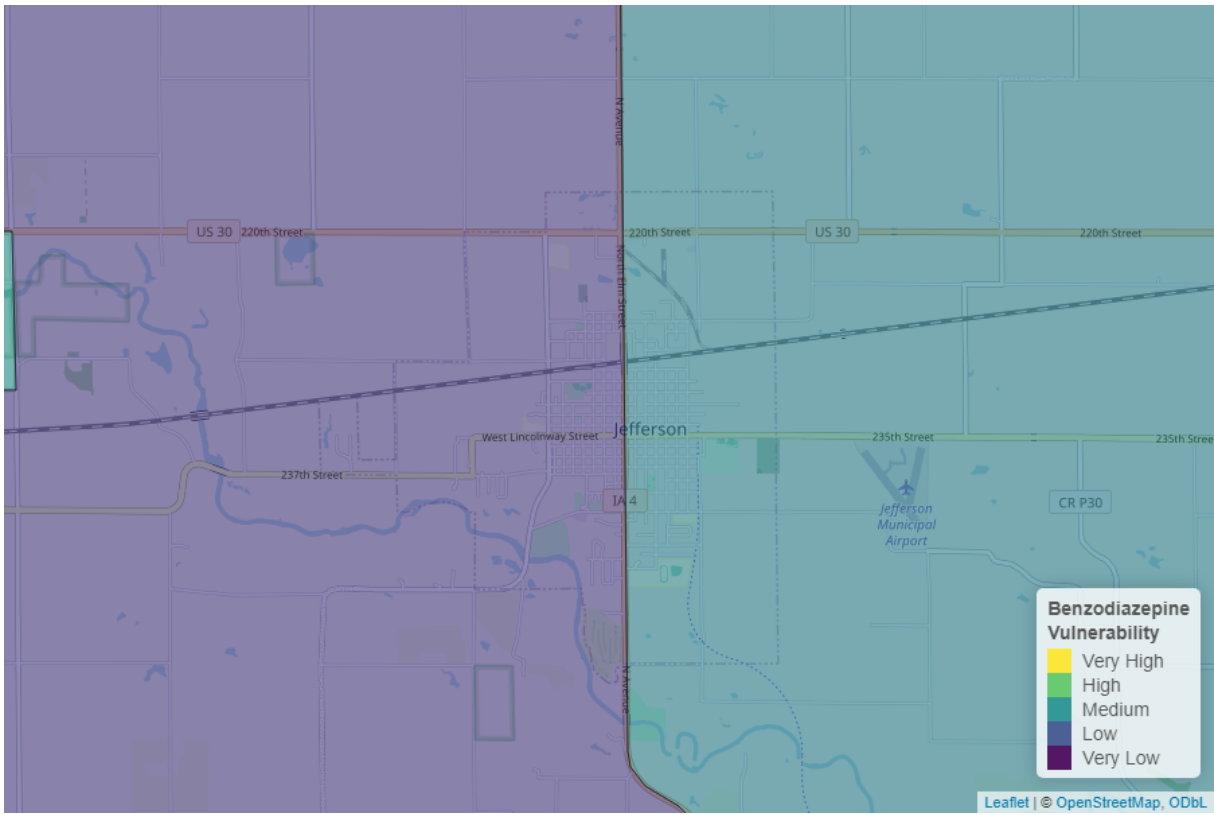 N Avenue
US 30
220th Street
220th Street
US 30
220th Street
North Elm Street
Jefferson
West Lincolnway Street
235th Street
235th Stree
237th Street
IA 4
Jefferson
Municipal
Airport
CR P30
N Avenue
Benzodiazepine
Vulnerability
Very High
High
Medium
Low
Very Low
Leaflet | © OpenStreetMap, ODbL